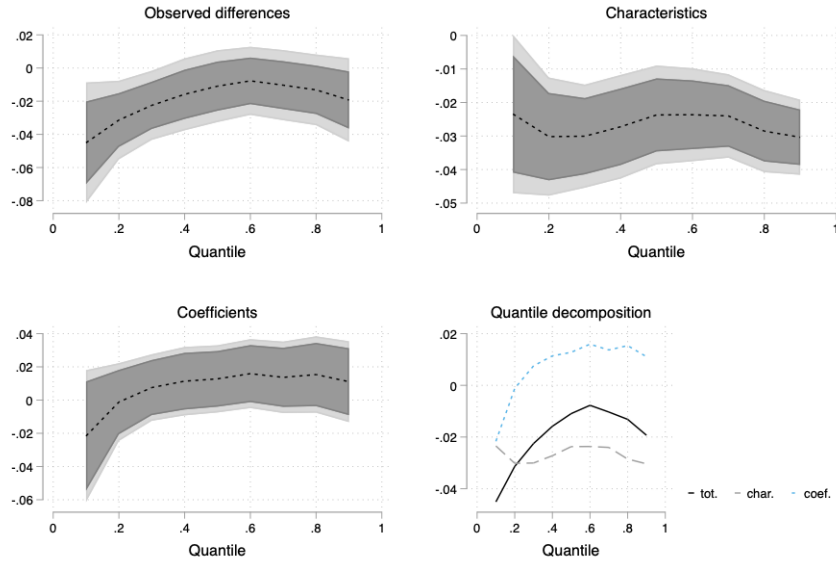 Observed differences
.02
0
-.02
-.04
-.06
-.08
0 .2 .4 .6 .8 1
Quantile
Characteristics
0
-.01
-.02
-.03
-.04
-.05
0 .2 .4 .6 .8 1
Quantile
Coefficients
.04
.02
0
-.02
-.04
-.06
0 .2 .4 .6 .8 1
Quantile
Quantile decomposition
.02
0
-.02
-.04
0 .2 .4 .6 .8 1
Quantile
tot. char. coef.